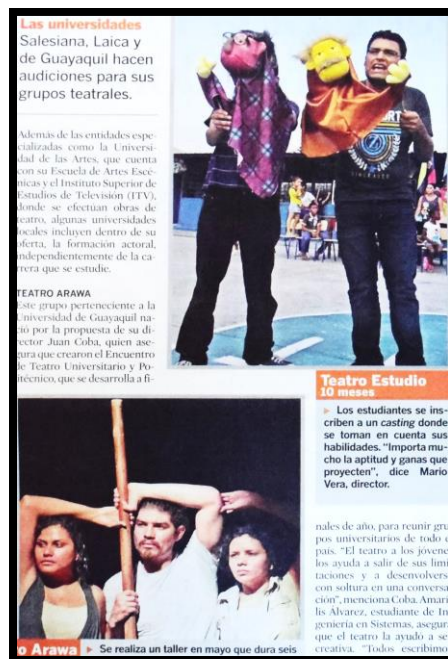 Las universidades
Salesiana, Laica y
de Guayaquil hacen
audiciones para sus
grupos teatrales.
Además de las entidades espe-
cializadas como la Universi-
dad de las Artes, que cuenta
con su Escuela de Artes Escé-
nicas y el Instituto Superior de
Estudios de Televisión (ITV),
donde se efectúan obras de
teatro, algunas universidades
locales incluyen dentro de su
oferta, la formación actoral,
independientemente de la ca-
rrera que se estudie.
TEATRO ARAWA
Este grupo perteneciente a la
Universidad de Guayaquil na-
ció por la propuesta de su di-
rector Juan Coba, quien ase-
gura que crearon el Encuentro
de Teatro Universitario y Po-
litécnico, que se desarrolla a fi-
Teatro Estudio
10 meses
▶ Los estudiantes se ins-
criben a un casting donde
se toman en cuenta sus
habilidades. “Importa mu-
cho la aptitud y ganas que
proyecten”, dice Mario
Vera, director.
nales de año, para reunir gru
pos universitarios de todo e
país. “El teatro a los jóvene
los ayuda a salir de sus limi
taciones y a desenvolvers
con soltura en una conversa
ción”, menciona Coba. Amari
lis Álvarez, estudiante de In
geniería en Sistemas, asegur
que el teatro la ayudó a se
creativa. “Todos escribime
o Arawa ▶ Se realiza un taller en mayo que dura seis